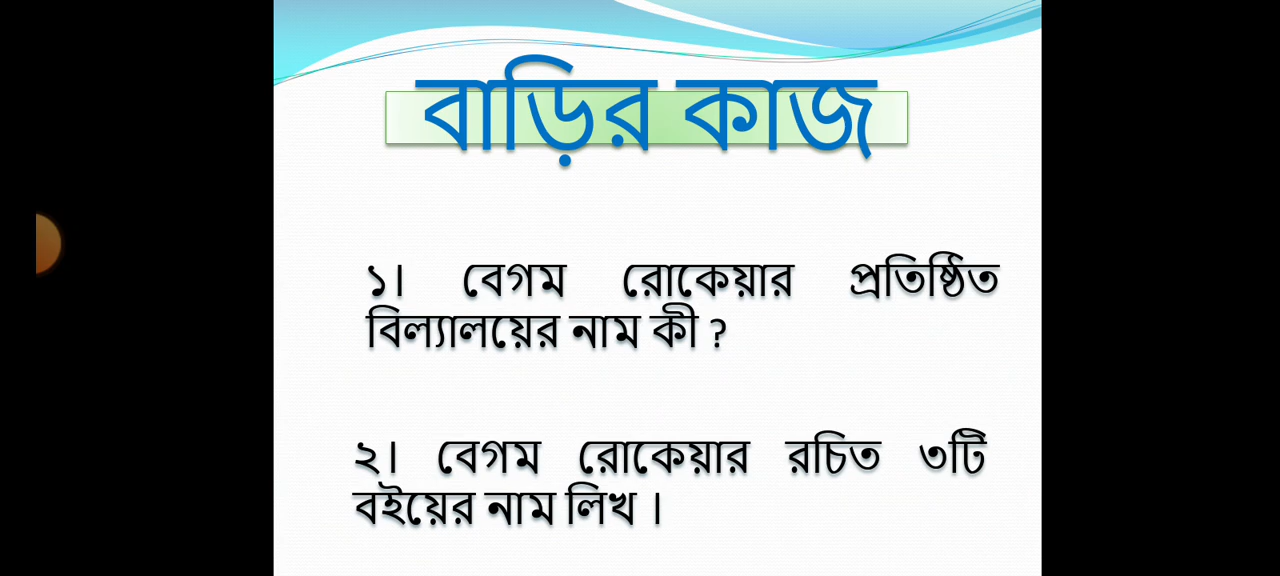 বাড়ির কাজ
১। বেগম রোকেয়ার প্রতিষ্ঠিত
বিল্যালয়ের নাম কী ?
২। বেগম রোকেয়ার রচিত ৩টি
বইয়ের নাম লিখ ।